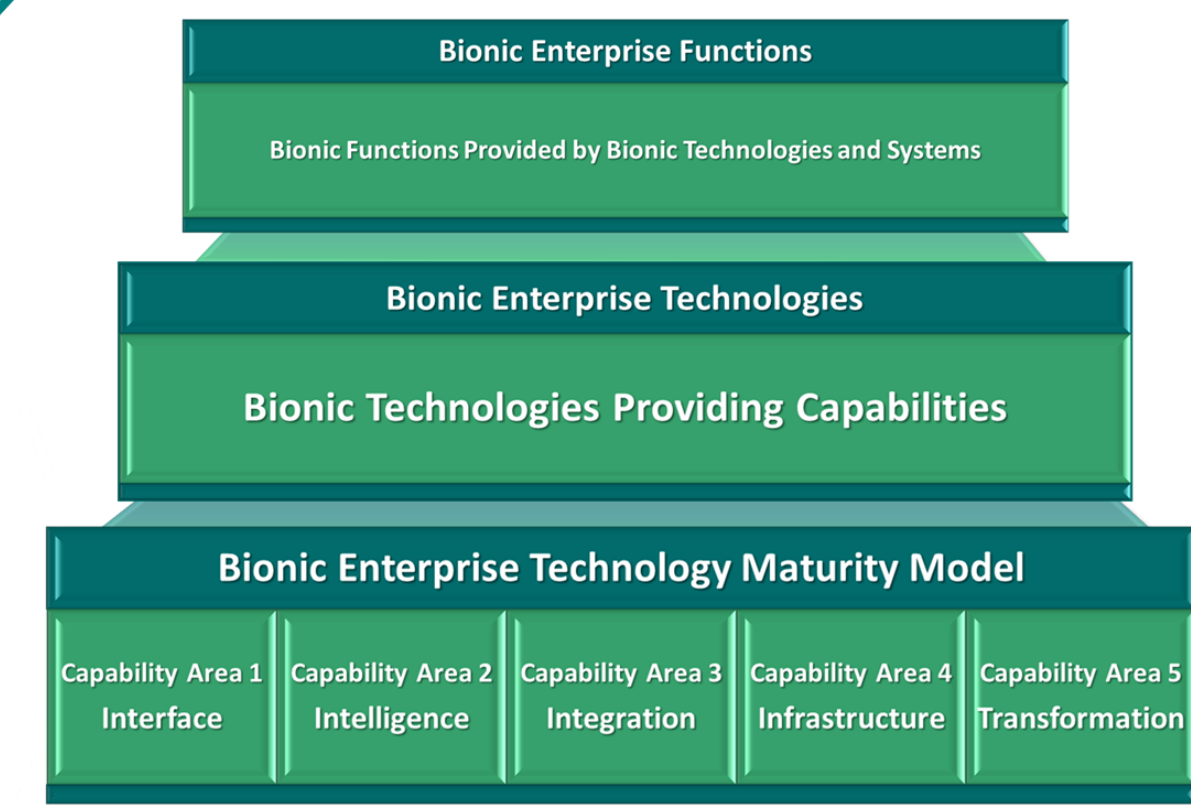 Bionic Enterprise Functions
Bionic Functions Provided by Bionic Technologies and Systems
Bionic Enterprise Technologies
Bionic Technologies Providing Capabilities
Bionic Enterprise Technology Maturity Model
Capability Area 1
Interface
Capability Area 2
Intelligence
Capability Area 3
Integration
Capability Area 4
Infrastructure
Capability Area 5
Transformation